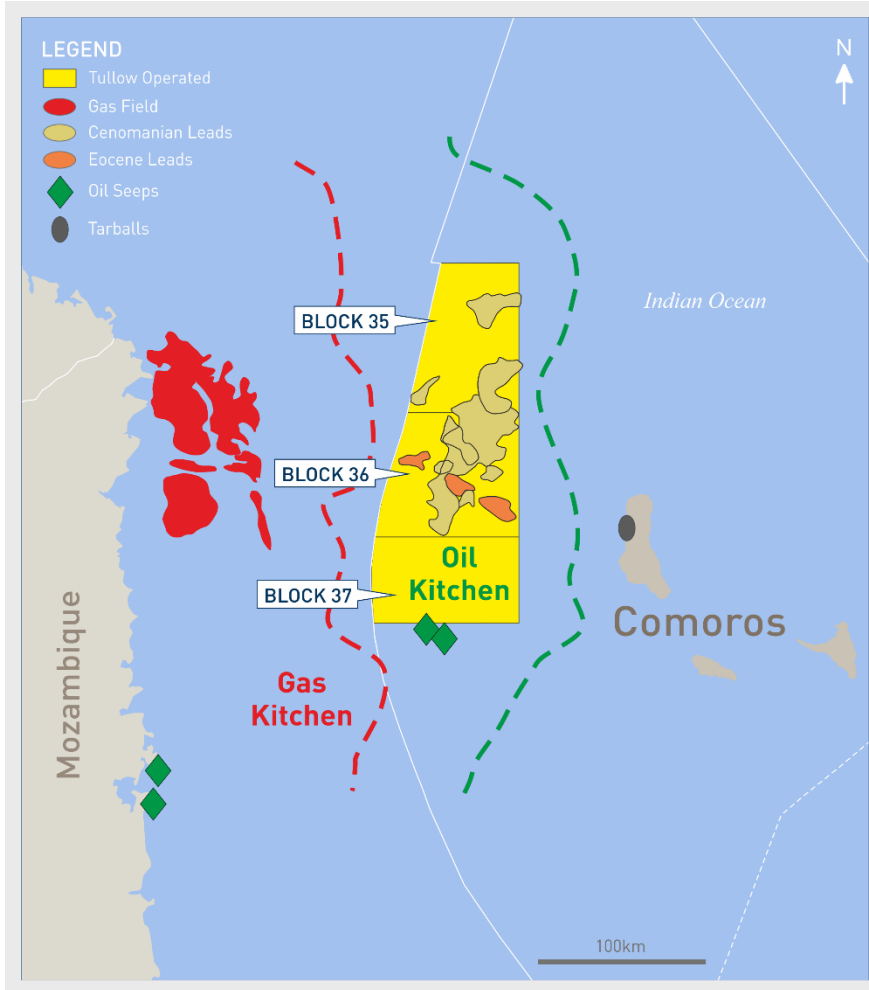 LEGEND
Tullow Operated
Gas Field
Cenomanian Leads
Eocene Leads
Oil Seeps
Tarballs
N
Indian Ocean
BLOCK 35
BLOCK 36
BLOCK 37
Oil
Kitchen
Gas
Kitchen
Comoros
Mozambique
100km